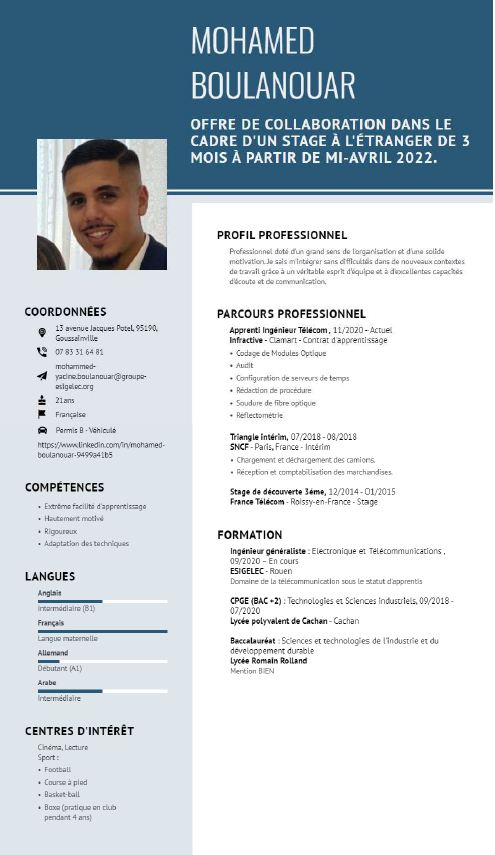 MOHAMED
BOULANOUAR
OFFRE DE COLLABORATION DANS LE
CADRE D'UN STAGE À L'ÉTRANGER DE 3
MOIS À PARTIR DE MI-AVRIL 2022.
COORDONNÉES
13 avenue Jacques Potel, 95190,
Goussainville
07 83 31 64 81
mohammed-
yacine.boulanouar@groupe-
esigelec.org
21ans
Française
Permis B - Véhiculé
https://www.linkedin.com/in/mohamed-
boulanouar-9499a41b5
COMPÉTENCES
• Extrême facilité d'apprentissage
• Hautement motivé
• Rigoureux
• Adaptation des techniques
LANGUES
Anglais
Intermédiaire (B1)
Français
Langue maternelle
Allemand
Débutant (A1)
Arabe
Intermédiaire
CENTRES D'INTÉRÊT
Cinéma, Lecture
Sport :
• Football
• Course à pied
• Basket-ball
• Boxe (pratique en club
pendant 4 ans)
PROFIL PROFESSIONNEL
Professionnel doté d'un grand sens de l'organisation et d'une solide
motivation. Je sais m'intégrer sans difficultés dans de nouveaux contextes
de travail grâce à un véritable esprit d'équipe et à d'excellentes capacités
d'écoute et de communication.
PARCOURS PROFESSIONNEL
Apprenti Ingénieur Télécom , 11/2020 - Actuel
Infractive - Clamart - Contrat d'apprentissage
• Codage de Modules Optique
• Audit
• Configuration de serveurs de temps
• Rédaction de procédure
• Soudure de fibre optique
• Réflectométrie
Triangle intérim, 07/2018 - 08/2018
SNCF - Paris, France - Intérim
• Chargement et déchargement des camions.
• Réception et comptabilisation des marchandises.
Stage de découverte 3éme, 12/2014 - 01/2015
France Télécom - Roissy-en-France - Stage
FORMATION
Ingénieur généraliste : Electronique et Télécommunications ,
09/2020 – En cours
ESIGELEC - Rouen
Domaine de la télécommunication sous le statut d'apprentis
CPGE (BAC +2) : Technologies et Sciences industriels, 09/2018 -
07/2020
Lycée polyvalent de Cachan - Cachan
Baccalauréat : Sciences et technologies de l'industrie et du
développement durable
Lycée Romain Rolland
Mention BIEN